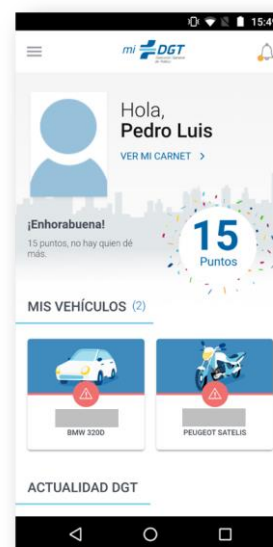 15:49
mi DGT
Hola,
Pedro Luis
VER MI CARNET >
¡Enhorabuena!
15 puntos, no hay quien dé
más.
15
Puntos
MIS VEHÍCULOS (2)
BMW 320D
PEUGEOT SATELIS
ACTUALIDAD DGT